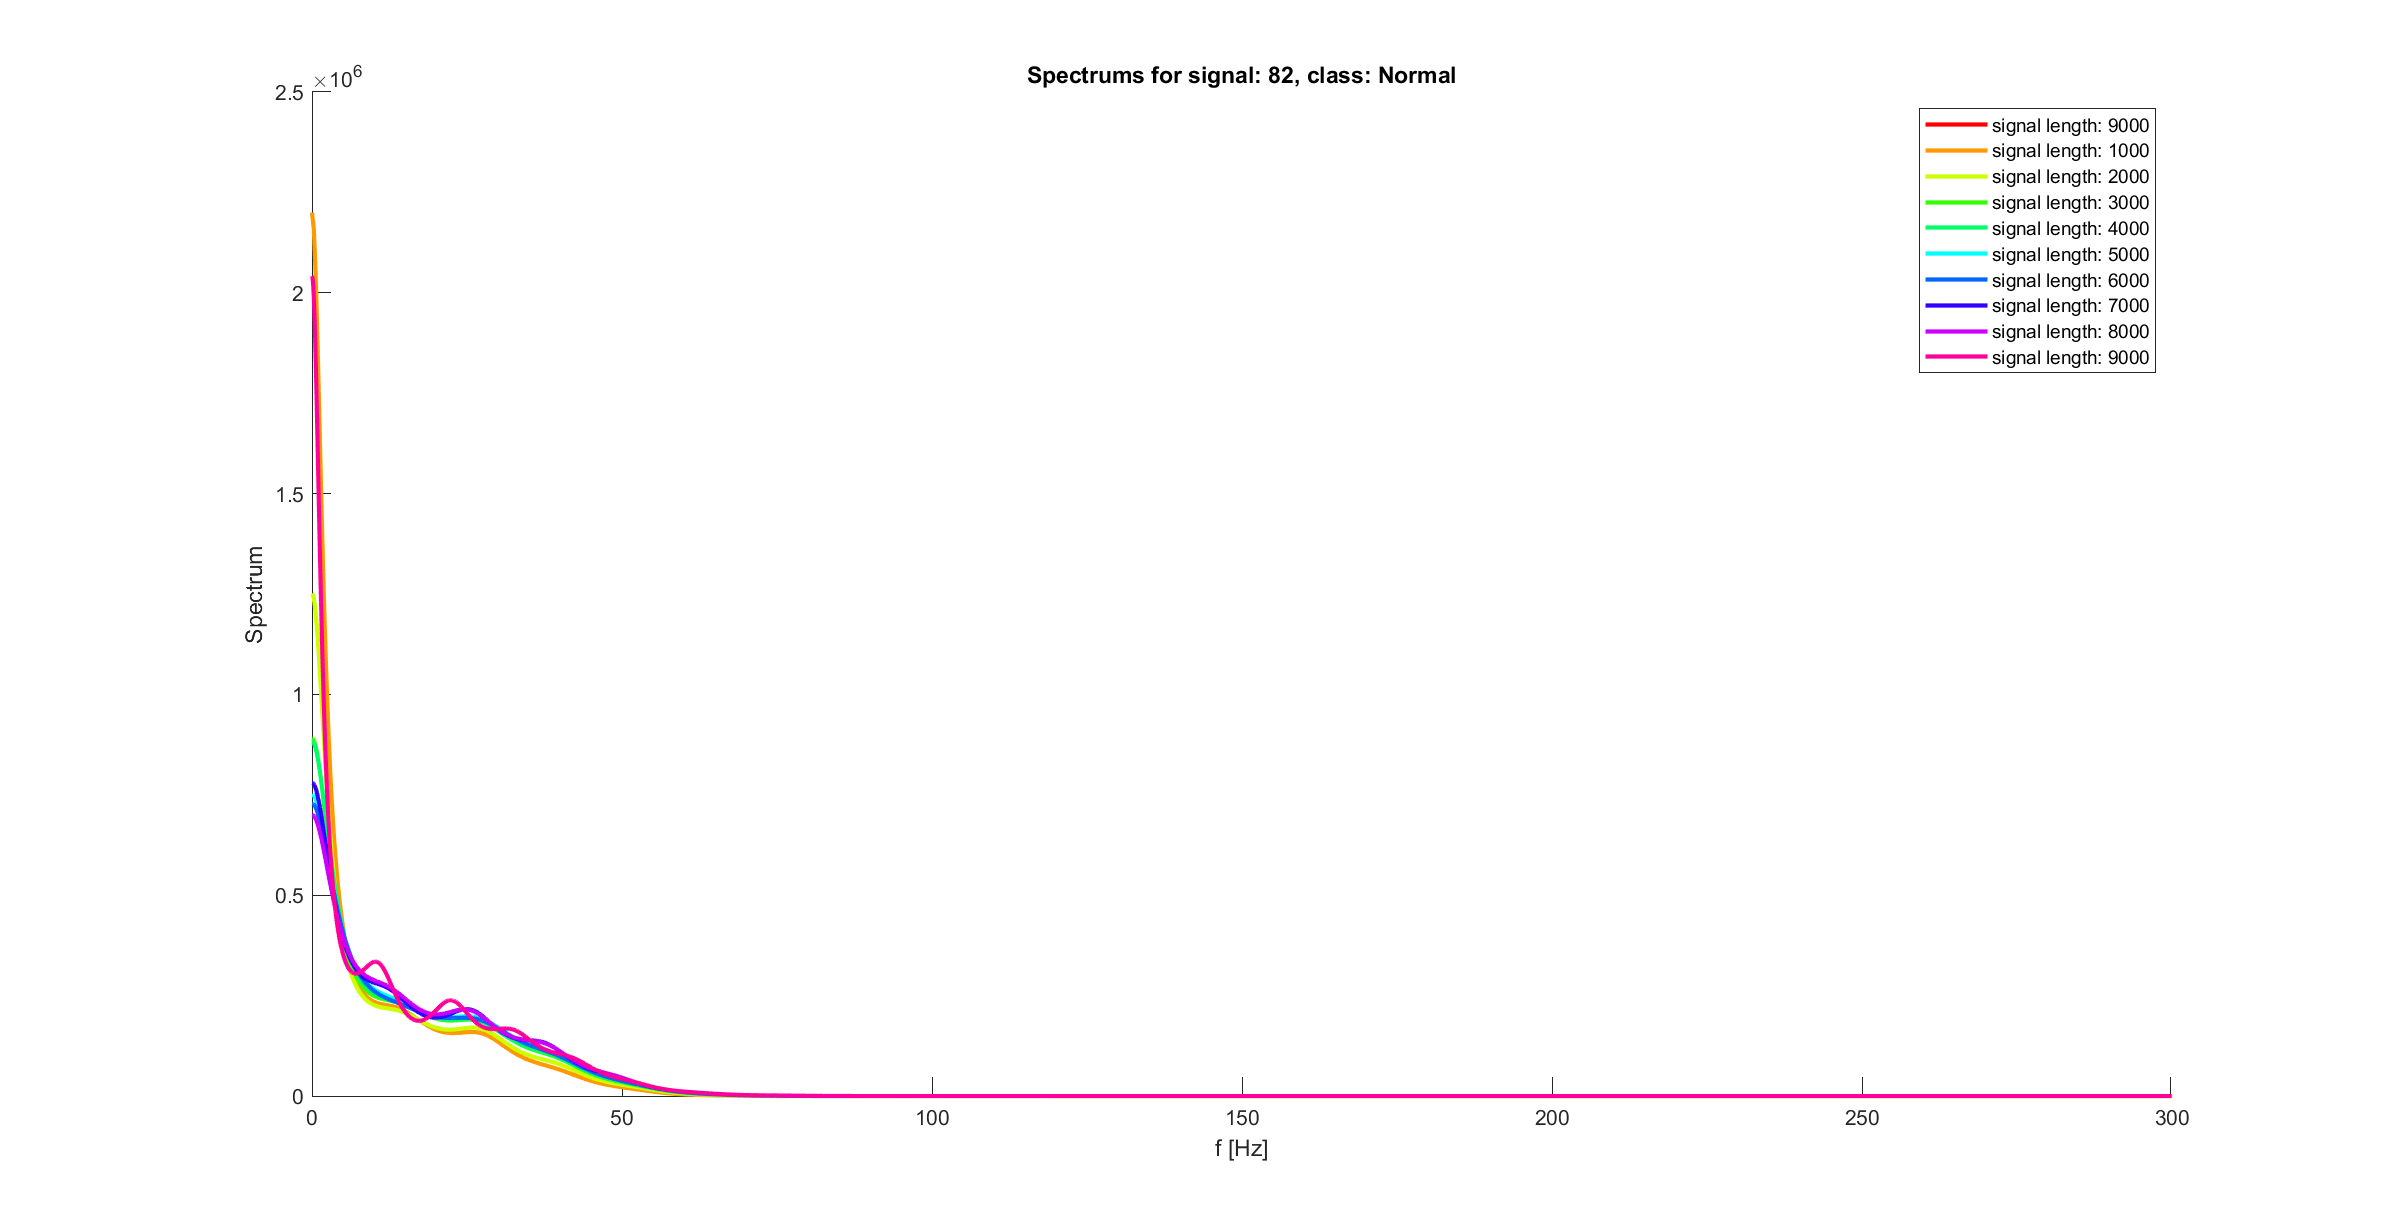 Spectrums for signal: 82, class: Normal
×10^6
2.5
2
1.5
1
0.5
0
Spectrum
0
50
100
150
200
250
300
f [Hz]
signal length: 9000
signal length: 1000
signal length: 2000
signal length: 3000
signal length: 4000
signal length: 5000
signal length: 6000
signal length: 7000
signal length: 8000
signal length: 9000